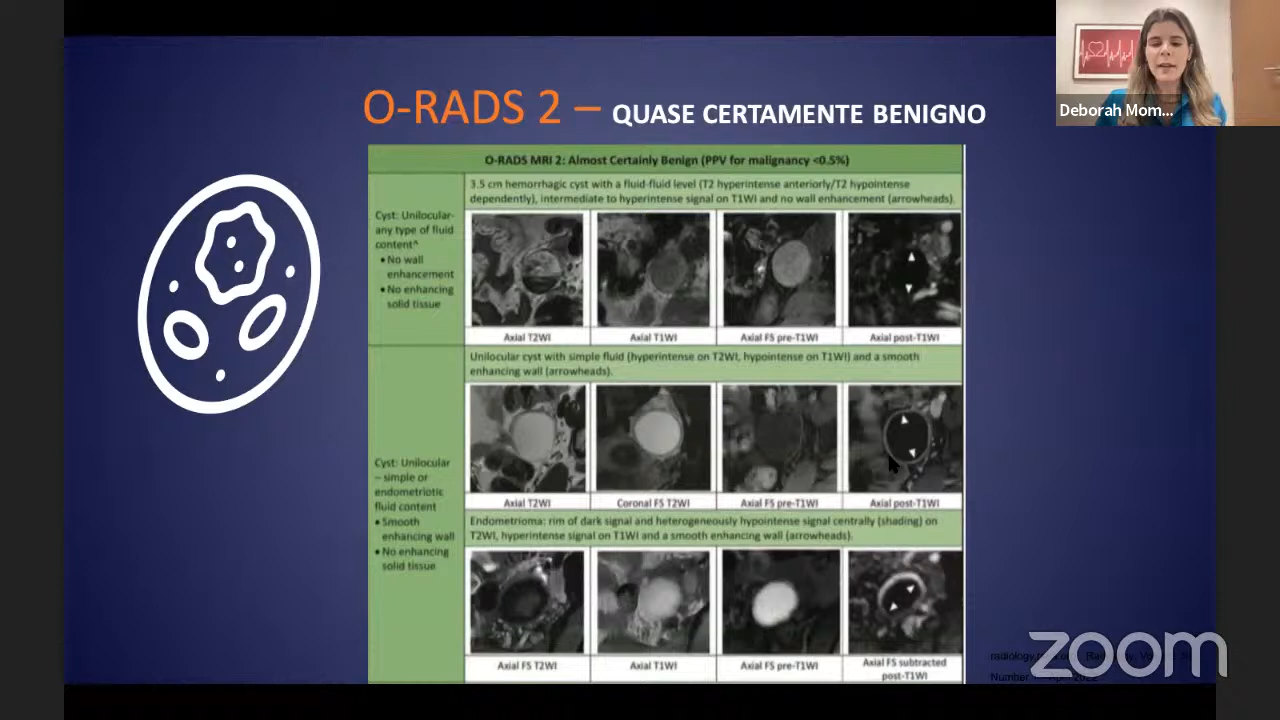 O-RADS 2 – QUASE CERTAMENTE BENIGNO
Deborah Mom...
O-RADS MRI 2: Almost Certainly Benign (PPV for malignancy <0.5%)
Cyst: Unilocular-
any type of fluid
content^
• No wall
enhancement
• No enhancing
solid tissue
3.5 cm hemorrhagic cyst with a fluid-fluid level (T2 hyperintense anteriorly/T2 hypointense
dependently), intermediate to hyperintense signal on T1WI and no wall enhancement (arrowheads).
Axial T2WI
Axial T1WI
Axial FS pre-T1WI
Axial post-T1WI
Cyst: Unilocular
– simple or
endometriotic
fluid content
• Smooth
enhancing wall
• No enhancing
solid tissue
Unilocular cyst with simple fluid (hyperintense on T2WI, hypointense on T1WI) and a smooth
enhancing wall (arrowheads).
Axial T2WI
Coronal FS T2WI
Axial FS pre-T1WI
Axial post-T1WI
Endometrioma: rim of dark signal and heterogeneously hypointense signal centrally (shading) on
T2WI, hyperintense signal on T1WI and a smooth enhancing wall (arrowheads).
Axial FS T2WI
Axial T1WI
Axial FS pre-T1WI
Axial FS subtracted
post-T1WI
zoom
Number